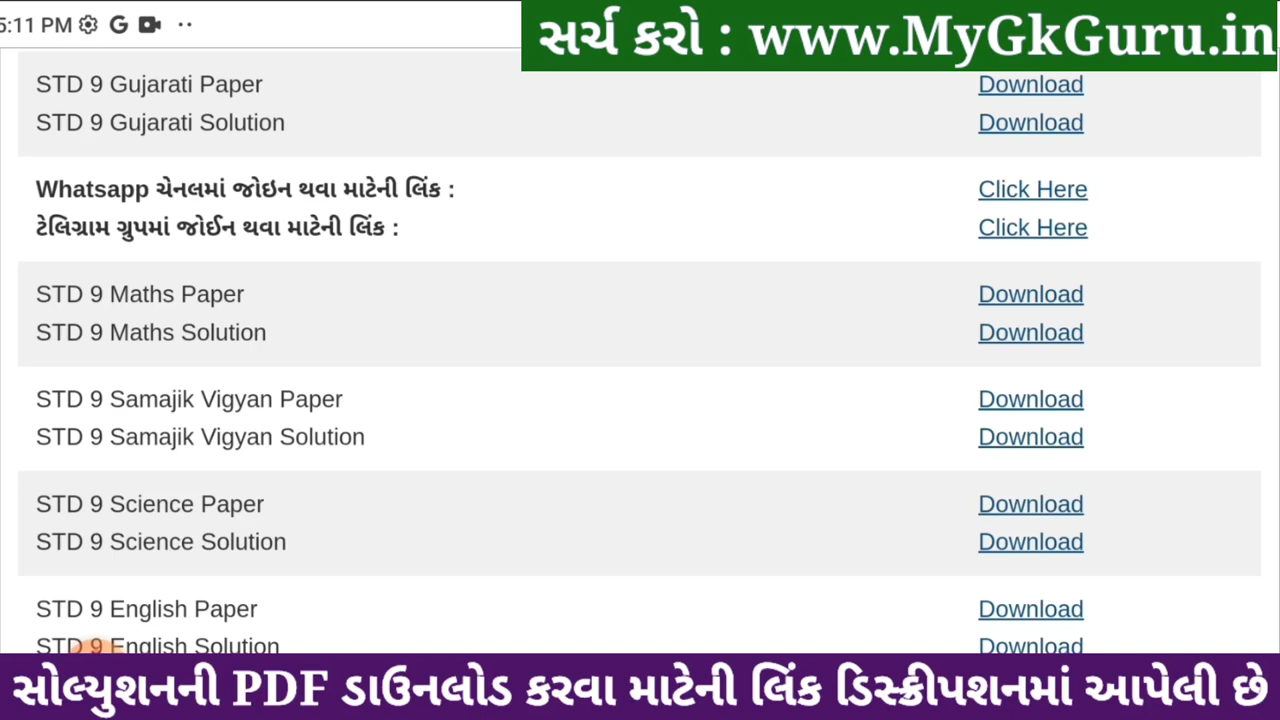 5:11 PM
સર્ચ કરો : www.MyGkGuru.in
STD 9 Gujarati Paper Download
STD 9 Gujarati Solution Download
Whatsapp ચેનલમાં જોઇન થવા માટેની લિંક : Click Here
ટેલિગ્રામ ગ્રુપમાં જોઈન થવા માટેની લિંક : Click Here
STD 9 Maths Paper Download
STD 9 Maths Solution Download
STD 9 Samajik Vigyan Paper Download
STD 9 Samajik Vigyan Solution Download
STD 9 Science Paper Download
STD 9 Science Solution Download
STD 9 English Paper Download
STD 9 English Solution Download
સોલ્યુશનની PDF ડાઉનલોડ કરવા માટેની લિંક ડિસ્ક્રીપશનમાં આપેલી છે